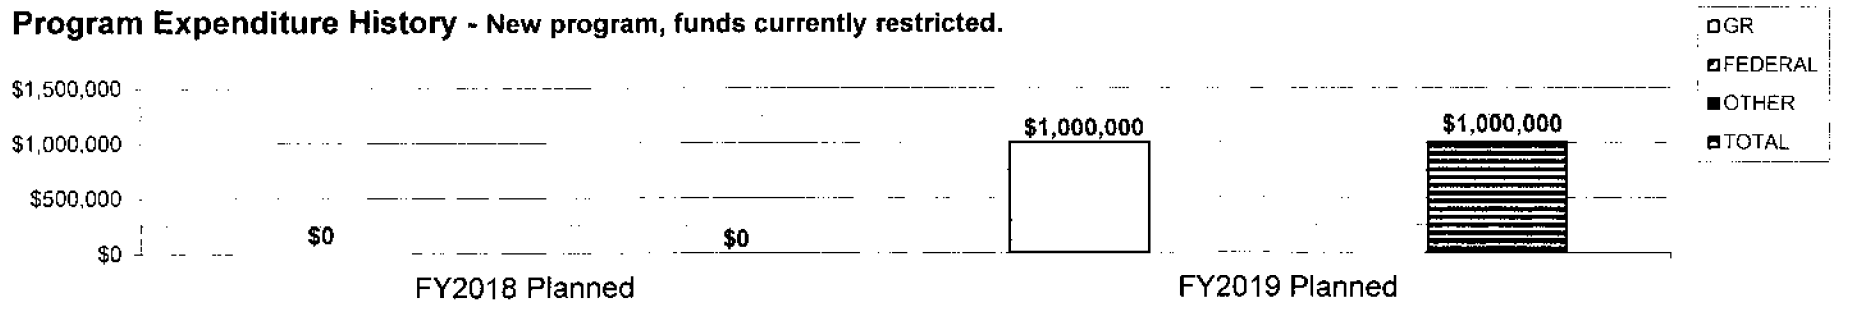 Program Expenditure History - New program, funds currently restricted.
GR
FEDERAL
OTHER
TOTAL
$1,500,000
$1,000,000
$500,000
$0
$0
$0
$1,000,000
$1,000,000
FY2018 Planned
FY2019 Planned